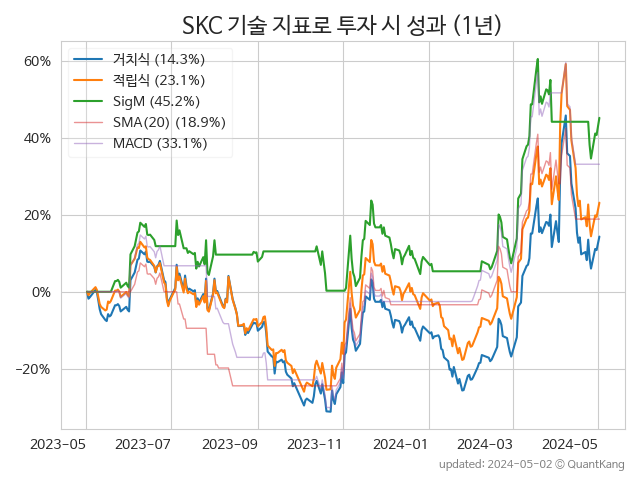 SKC 기술 지표로 투자 시 성과 (1년)
거치식 (14.3%)
적립식 (23.1%)
SigM (45.2%)
SMA(20) (18.9%)
MACD (33.1%)
60%
40%
20%
0%
−20%
2023-05 2023-07 2023-09 2023-11 2024-01 2024-03 2024-05
updated: 2024-05-02 © QuantKang